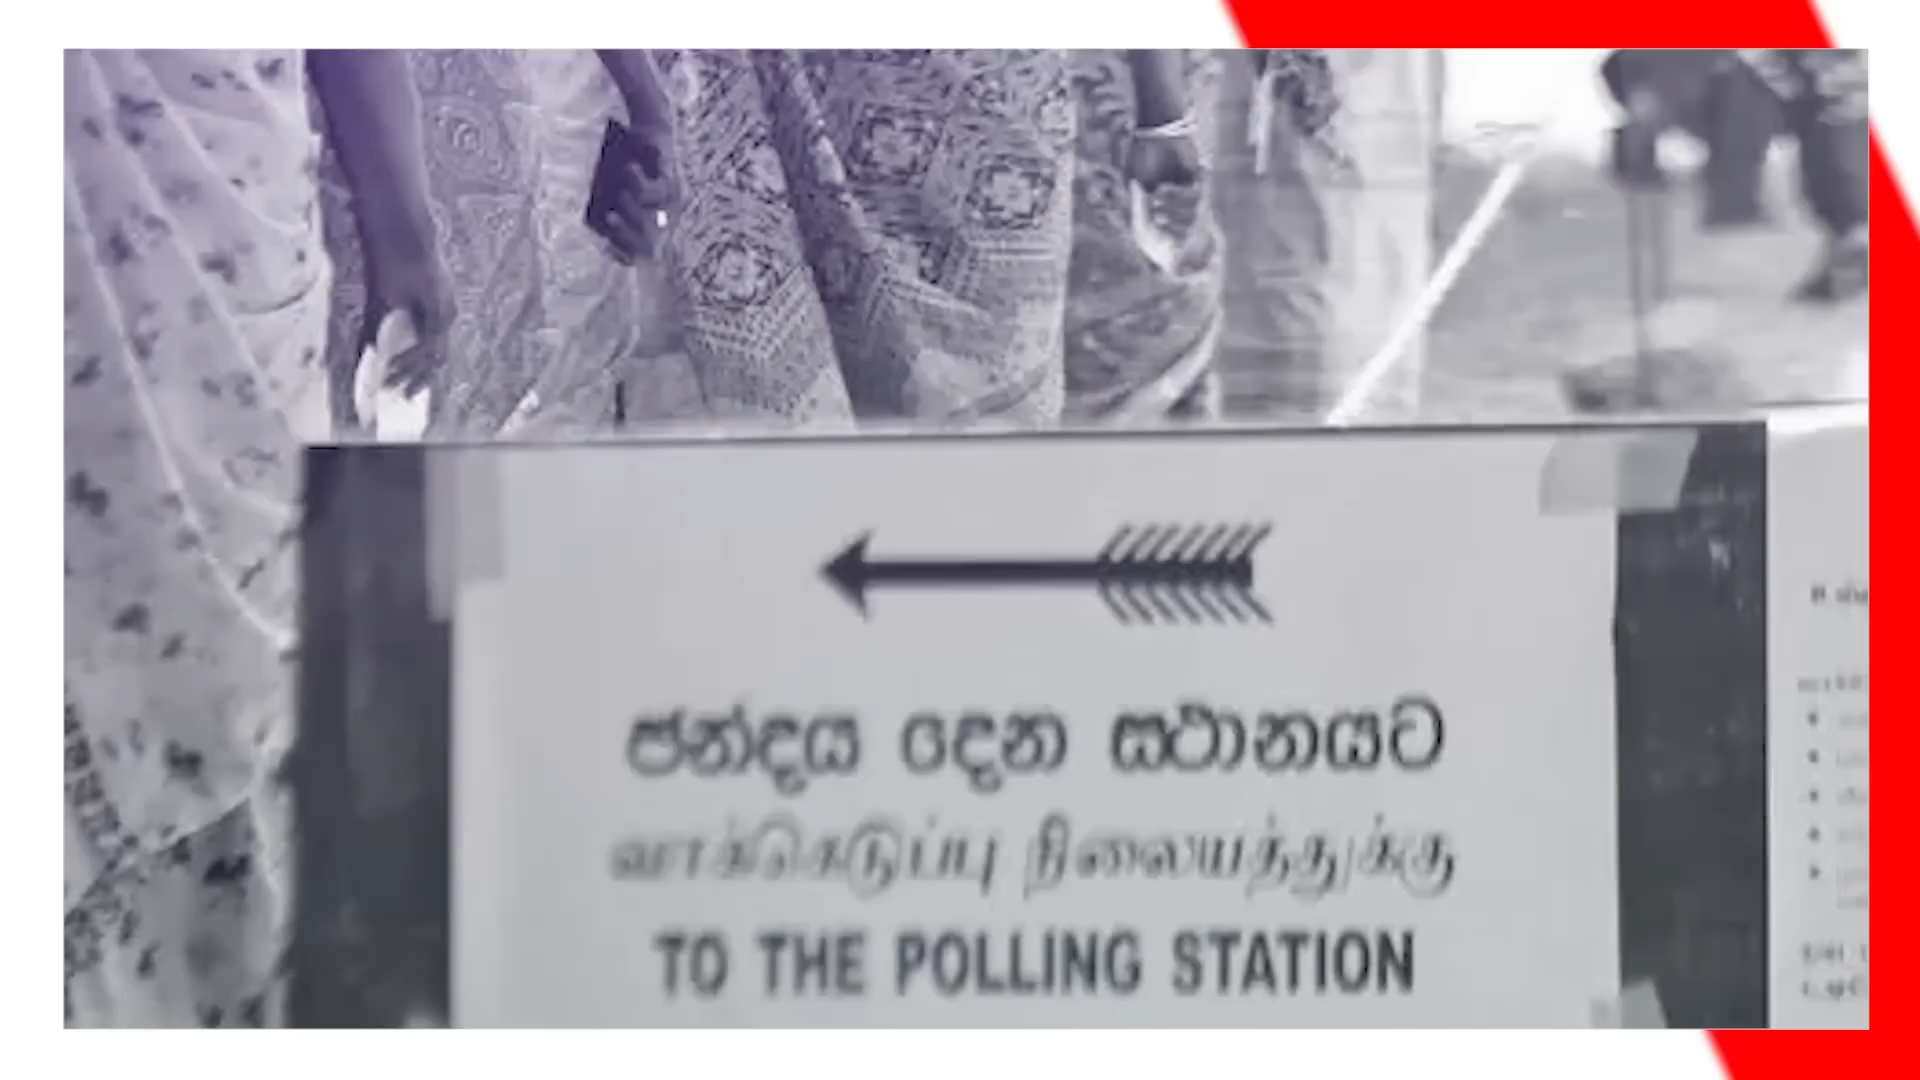 ඡන්දය දෙන ස්ථානයට
வாக்கெடுப்பு நிலையத்துக்கு
TO THE POLLING STATION